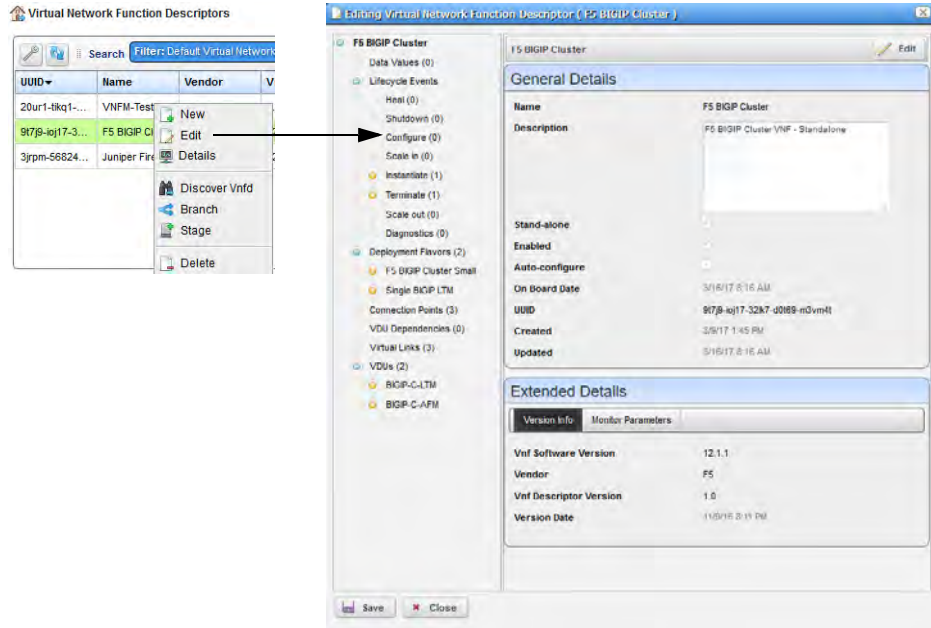 Virtual Network Function Descriptors
Search Filter: Default Virtual Network
UUID Name Vendor V
20ur1-tikq1-... VNFM-Test
9t7j9-ioj17-3... F5 BIGIP Cl
3jrpm-56824... Juniper Fire
New
Edit
Details
Discover Vnfd
Branch
Stage
Delete
Editing Virtual Network Function Descriptor ( F5 BIGIP Cluster )
F5 BIGIP Cluster
Data Values (0)
Lifecycle Events
Heal (0)
Shutdown (0)
Configure (0)
Scale in (0)
Instantiate (1)
Terminate (1)
Scale out (0)
Diagnostics (0)
Deployment Flavors (2)
F5 BIGIP Cluster Small
Single BIGIP LTM
Connection Points (3)
VDU Dependencies (0)
Virtual Links (3)
VDUs (2)
BIGIP-C-LTM
BIGIP-C-AFM
F5 BIGIP Cluster Edit
General Details
Name F5 BIGIP Cluster
Description F5 BIGIP Cluster VNF - Standalone
Stand-alone
Enabled
Auto-configure
On Board Date 3/16/17 8:16 AM
UUID 9t7j9-ioj17-32lk7-d0t69-n3vm4t
Created 3/9/17 1:45 PM
Updated 3/16/17 8:16 AM
Extended Details
Version Info Monitor Parameters
Vnf Software Version 12.1.1
Vendor F5
Vnf Descriptor Version 1.0
Version Date PM
Save Close